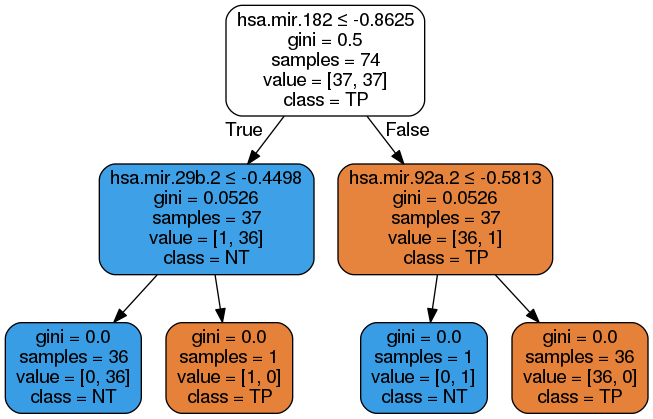 hsa.mir.182 ≤ -0.8625
gini = 0.5
samples = 74
value = [37, 37]
class = TP
True
False
hsa.mir.29b.2 ≤ -0.4498
gini = 0.0526
samples = 37
value = [1, 36]
class = NT
hsa.mir.92a.2 ≤ -0.5813
gini = 0.0526
samples = 37
value = [36, 1]
class = TP
gini = 0.0
samples = 36
value = [0, 36]
class = NT
gini = 0.0
samples = 1
value = [1, 0]
class = TP
gini = 0.0
samples = 1
value = [0, 1]
class = NT
gini = 0.0
samples = 36
value = [36, 0]
class = TP